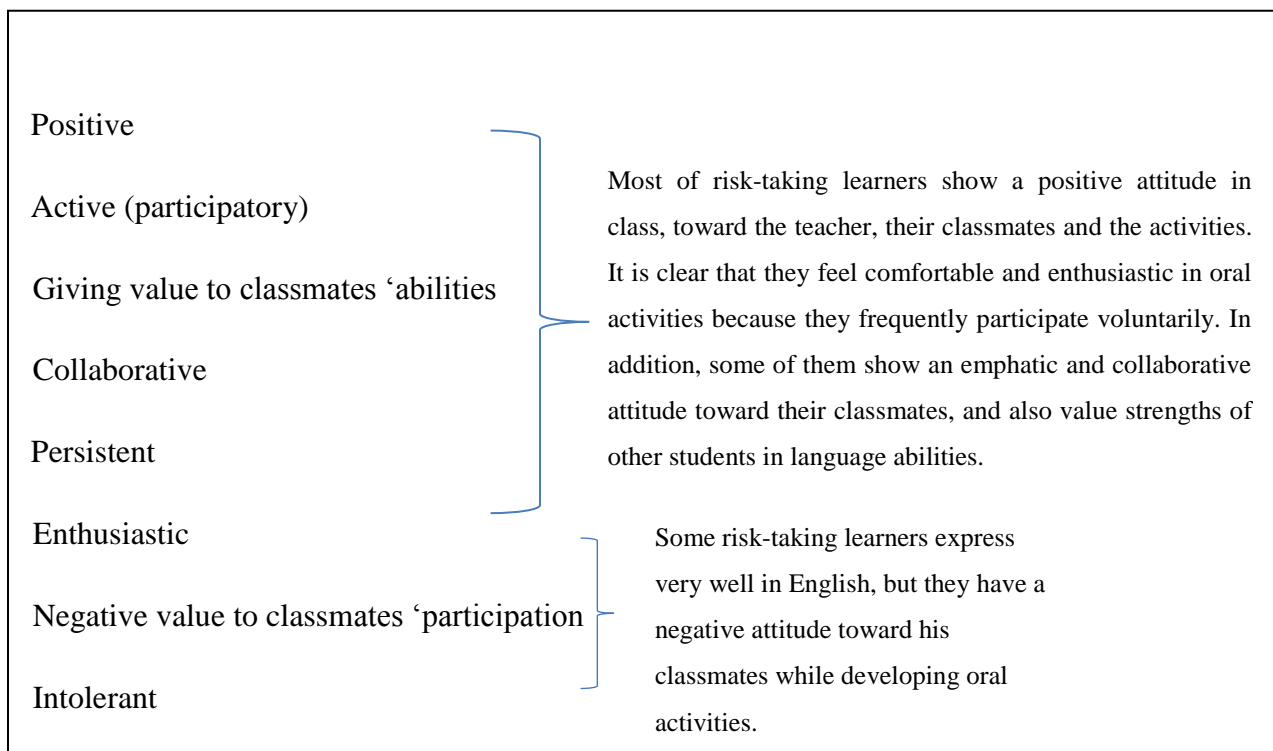 Positive
Active (participatory)
Giving value to classmates ‘abilities
Collaborative
Persistent
Enthusiastic
Negative value to classmates ‘participation
Intolerant
Most of risk-taking learners show a positive attitude in
class, toward the teacher, their classmates and the activities.
It is clear that they feel comfortable and enthusiastic in oral
activities because they frequently participate voluntarily. In
addition, some of them show an emphatic and collaborative
attitude toward their classmates, and also value strengths of
other students in language abilities.
Some risk-taking learners express
very well in English, but they have a
negative attitude toward his
classmates while developing oral
activities.